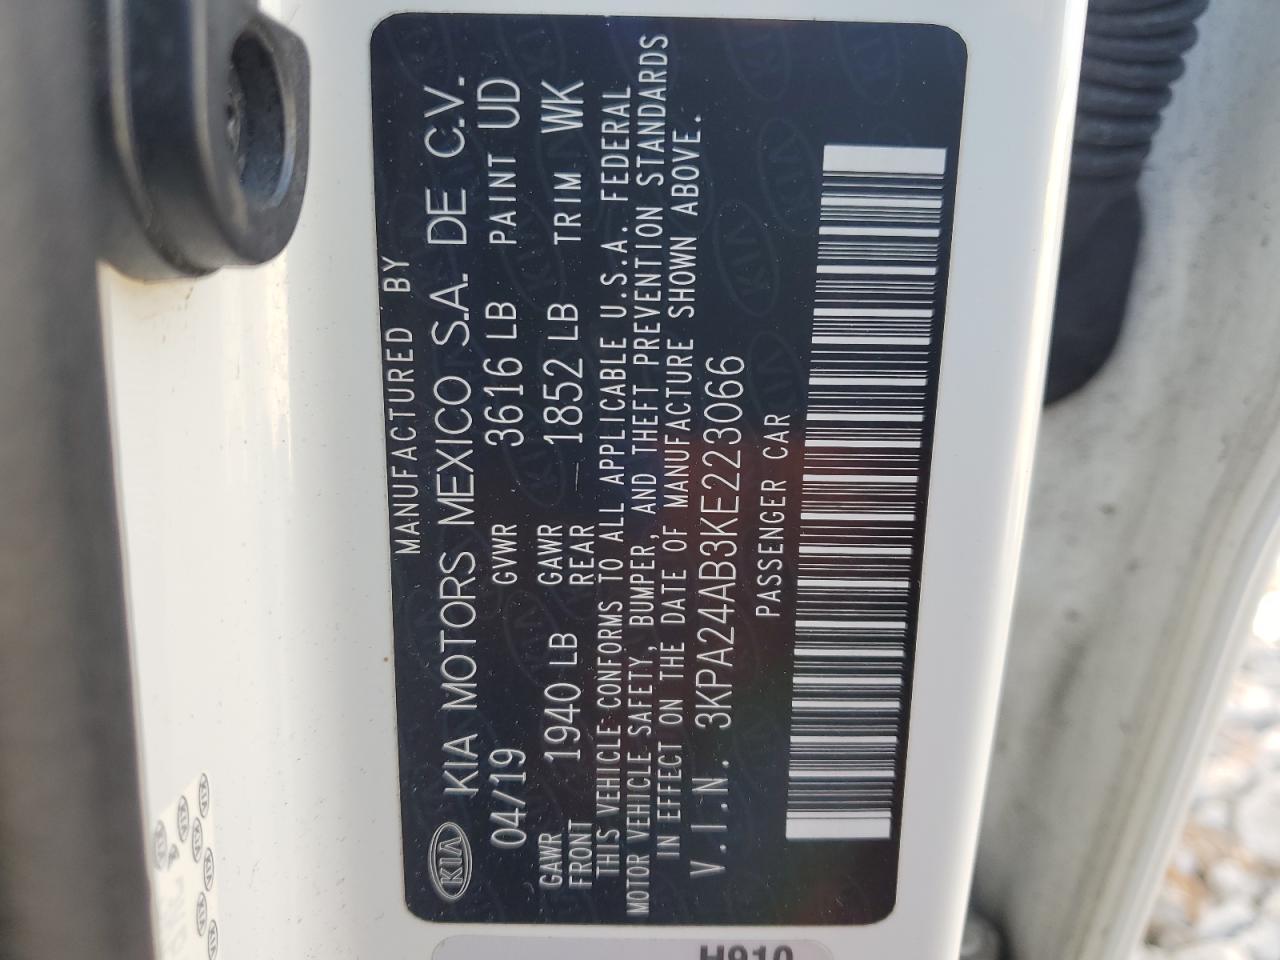 MANUFACTURED BY
KIA KIA MOTORS MEXICO S.A. DE C.V.
04/19 GVWR 3616 LB PAINT UD
GAWR FRONT 1940 LB GAWR REAR 1852 LB TRIM WK
THIS VEHICLE CONFORMS TO ALL APPLICABLE U.S.A. FEDERAL
MOTOR VEHICLE SAFETY, BUMPER, AND THEFT PREVENTION STANDARDS
IN EFFECT ON THE DATE OF MANUFACTURE SHOWN ABOVE.
V.I.N. 3KPA24AB3KE223066
PASSENGER CAR
H910